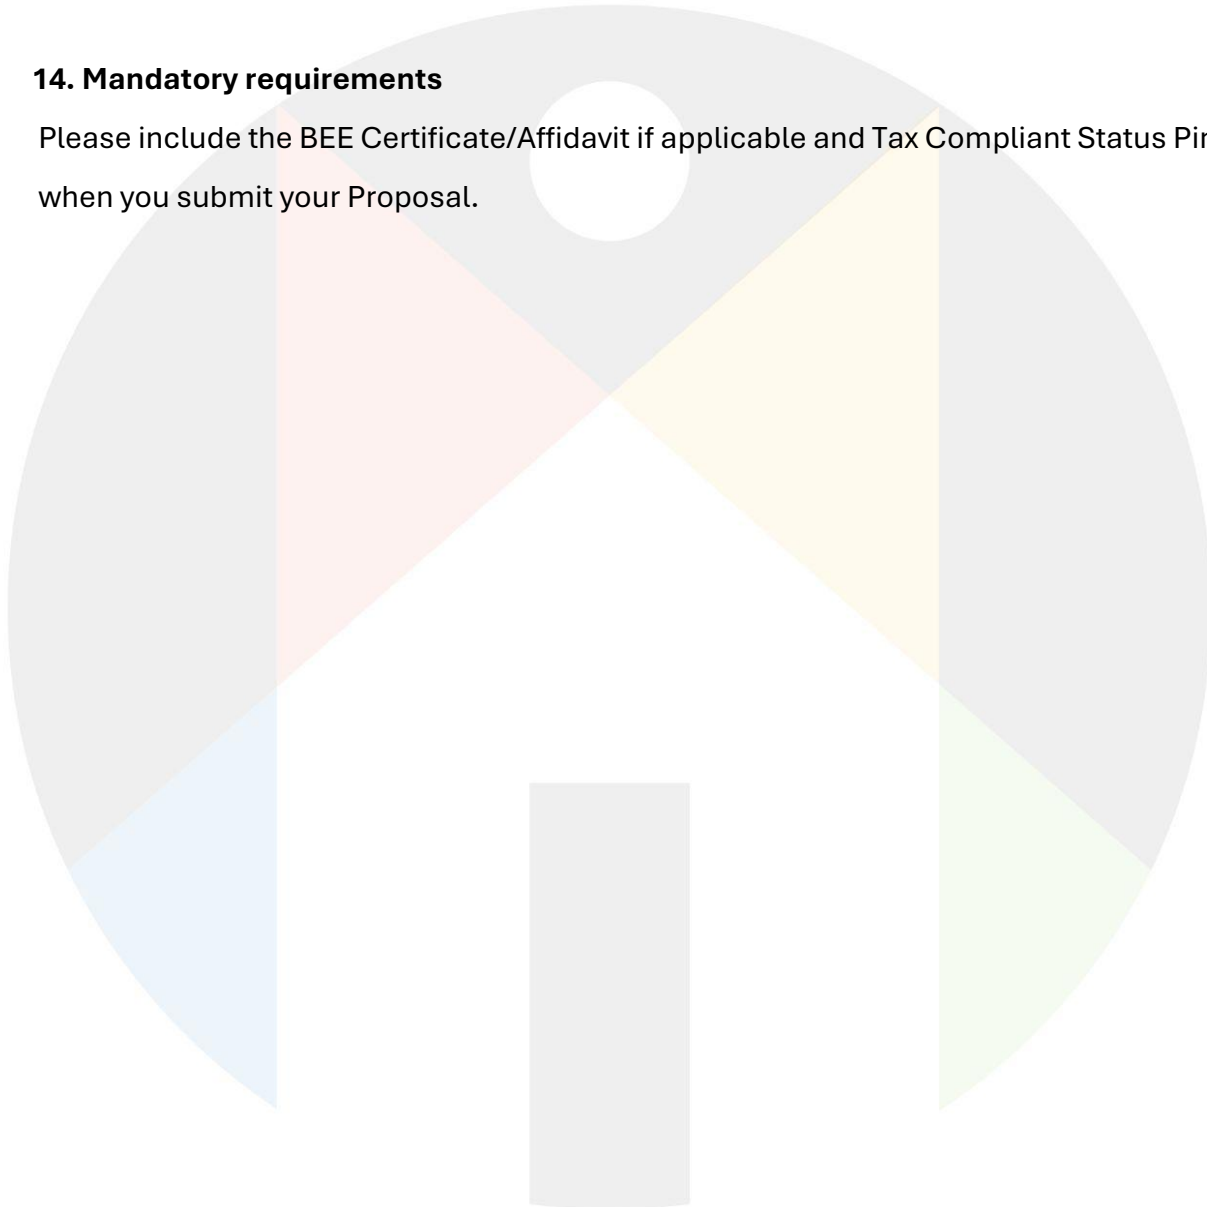 14. Mandatory requirements
Please include the BEE Certificate/Affidavit if applicable and Tax Compliant Status Pin
when you submit your Proposal.